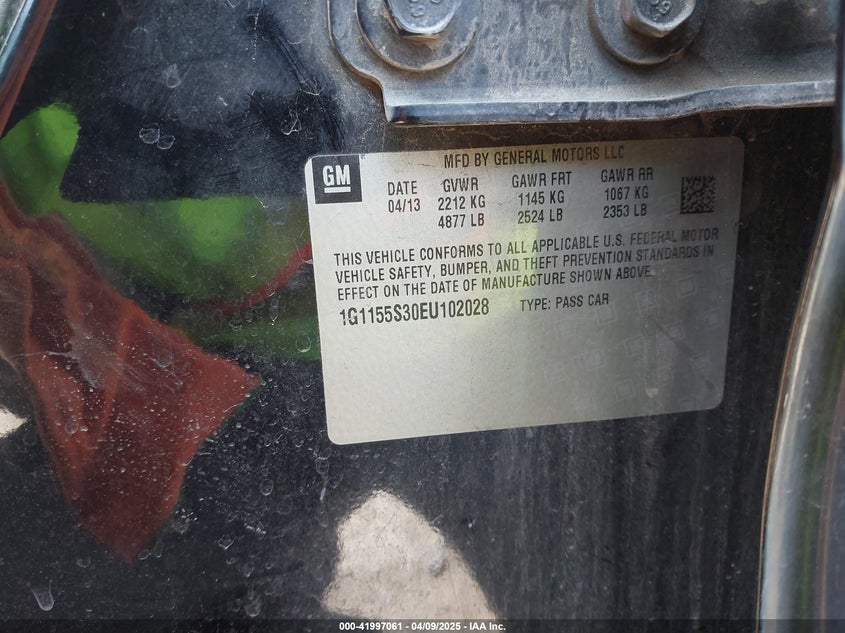 MFD BY GENERAL MOTORS LLC
GM
DATE GVWR GAWR FRT GAWR RR
04/13 2212 KG 1145 KG 1067 KG
4877 LB 2524 LB 2353 LB
THIS VEHICLE CONFORMS TO ALL APPLICABLE U.S. FEDERAL MOTOR
VEHICLE SAFETY, BUMPER, AND THEFT PREVENTION STANDARDS IN
EFFECT ON THE DATE OF MANUFACTURE SHOWN ABOVE.
1G1155S30EU102028 TYPE: PASS CAR
000-41997061 - 04/09/2025 - IAA Inc.